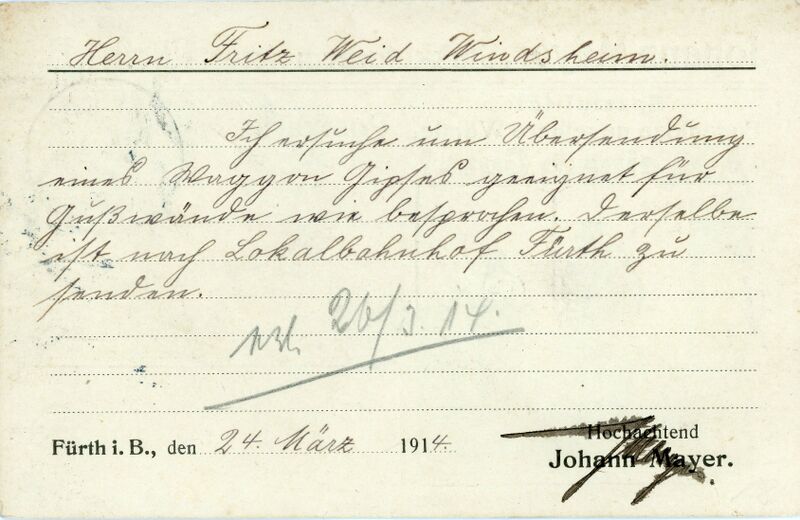 Herrn Fritz Weid Windsheim.
Ich ersuche um Übersendung
eines Waggon Gipses geeignet für
Gußwände wie besprochen. Derselbe
ist nach Lokalbahnhof Fürth zu
senden.
26/3. 14.
Fürth i. B., den 24. März 1914.
Hochachtend
Johann Mayer.